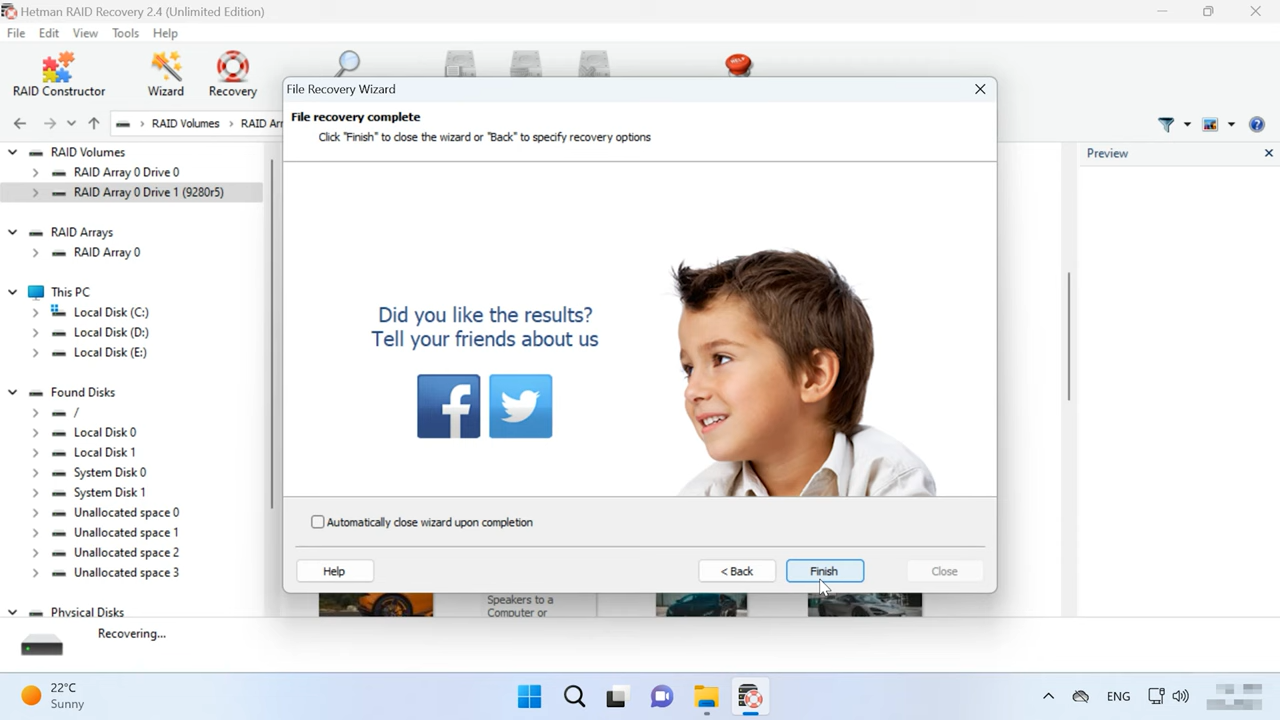 Hetman RAID Recovery 2.4 (Unlimited Edition)
File Edit View Tools Help
RAID Constructor Wizard Recovery
RAID Volumes RAID Arr
File Recovery Wizard
File recovery complete
Click "Finish" to close the wizard or "Back" to specify recovery options
Did you like the results?
Tell your friends about us
Automatically close wizard upon completion
Help < Back Finish Close
RAID Volumes
RAID Array 0 Drive 0
RAID Array 0 Drive 1 (9280r5)
RAID Arrays
RAID Array 0
This PC
Local Disk (C:)
Local Disk (D:)
Local Disk (E:)
Found Disks
/
Local Disk 0
Local Disk 1
System Disk 0
System Disk 1
Unallocated space 0
Unallocated space 1
Unallocated space 2
Unallocated space 3
Physical Disks
Preview
Speakers to a
Computer or
Recovering...
22°C
Sunny
ENG